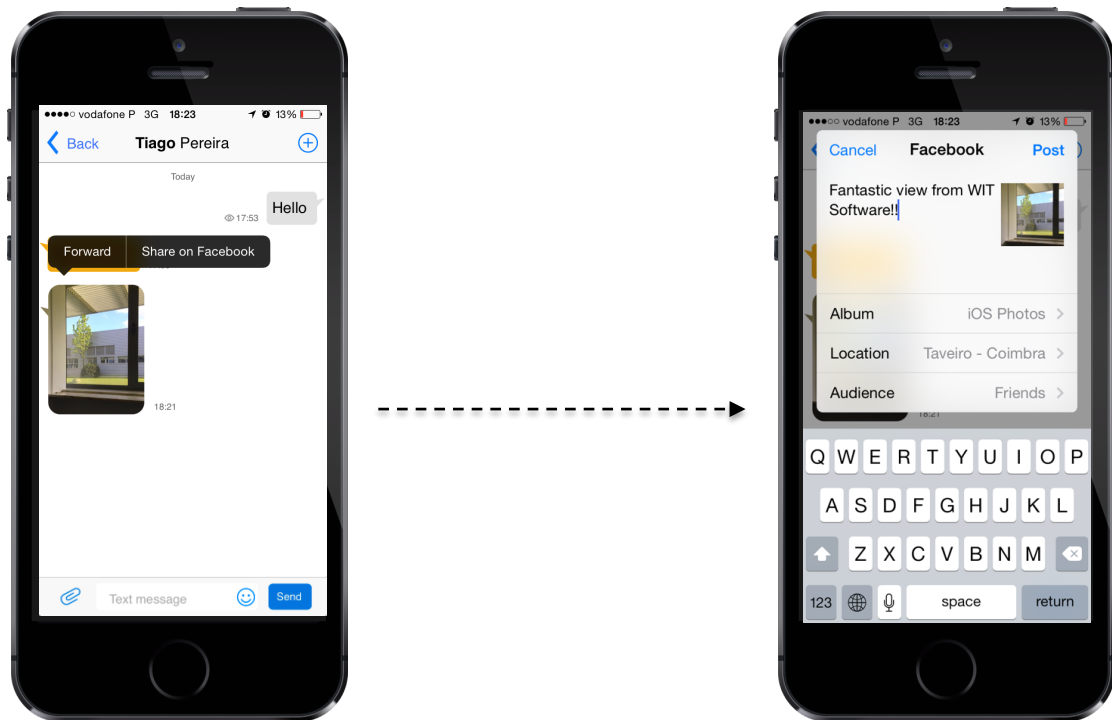 vodafone P 3G 18:23 13%
Back Tiago Pereira
Today
Hello
17:53
Forward Share on Facebook
18:21
Text message Send
vodafone P 3G 18:23 13%
Cancel Facebook Post
Fantastic view from WIT
Software!!
Album iOS Photos
Location Taveiro - Coimbra
Audience Friends
18:21
Q W E R T Y U I O P
A S D F G H J K L
Z X C V B N M
123 space return